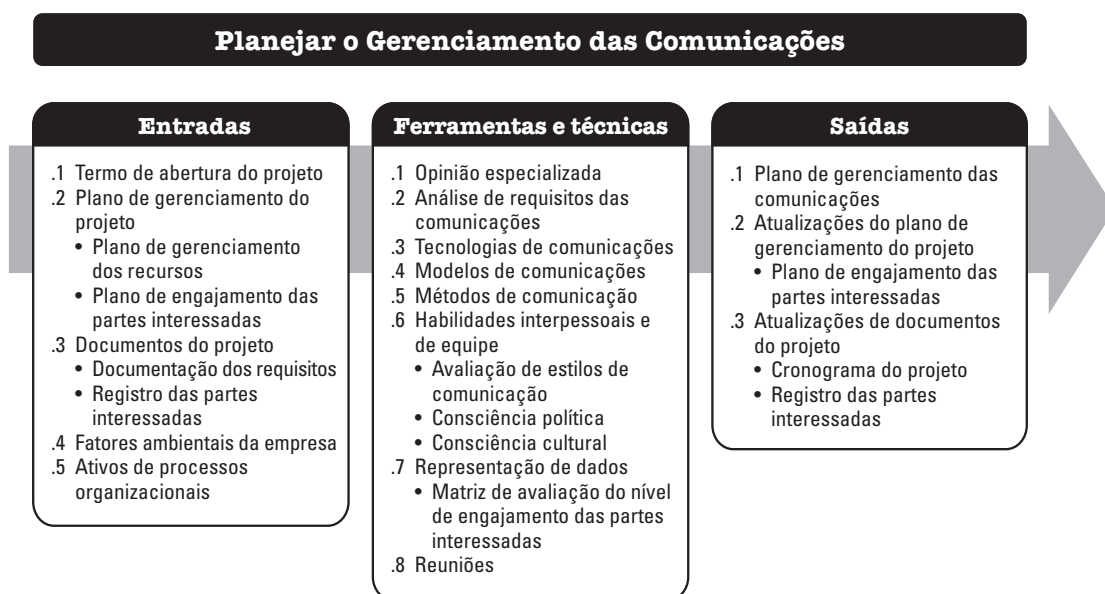 Planejar o Gerenciamento das Comunicações
Entradas
.1 Termo de abertura do projeto
.2 Plano de gerenciamento do
projeto
• Plano de gerenciamento
dos recursos
• Plano de engajamento das
partes interessadas
.3 Documentos do projeto
• Documentação dos requisitos
• Registro das partes
interessadas
.4 Fatores ambientais da empresa
.5 Ativos de processos
organizacionais
Ferramentas e técnicas
.1 Opinião especializada
.2 Análise de requisitos das
comunicações
.3 Tecnologias de comunicações
.4 Modelos de comunicações
.5 Métodos de comunicação
.6 Habilidades interpessoais e
de equipe
• Avaliação de estilos de
comunicação
• Consciência política
• Consciência cultural
.7 Representação de dados
• Matriz de avaliação do nível
de engajamento das partes
interessadas
.8 Reuniões
Saídas
.1 Plano de gerenciamento das
comunicações
.2 Atualizações do plano de
gerenciamento do projeto
• Plano de engajamento das
partes interessadas
.3 Atualizações de documentos
do projeto
• Cronograma do projeto
• Registro das partes
interessadas